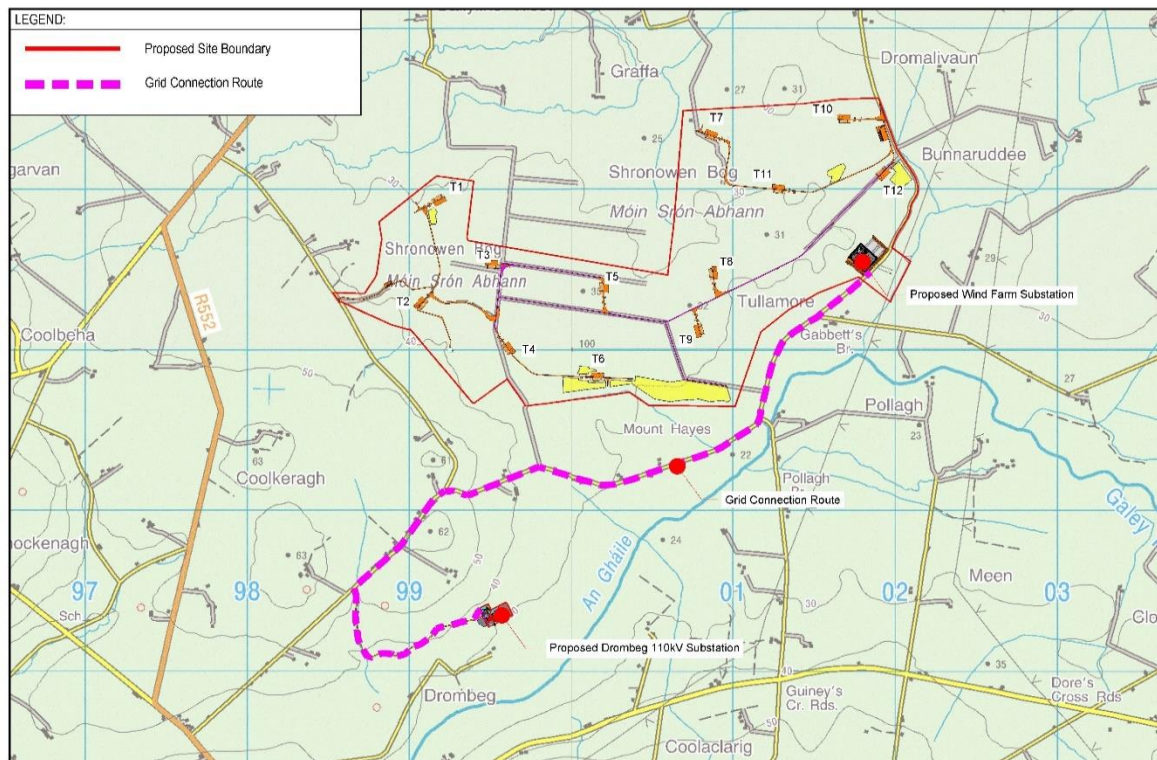 LEGEND:
Proposed Site Boundary
Grid Connection Route
Graffa
Dromalivaun
27
31
50
T10
T7
25
Bunnaruddee
Shronowen Bog
T11
garvan
30
T1
T12
Móin Srón Abhann
31
Shronowen Bog
T3
T8
29
Móin Srón Abhann
T5
T2
Tullamore
Proposed Wind Farm Substation
R552
T9
30
Coolbeha
40
T4
100
Gabbett's
Br.
T6
50
27
Pollagh
Mount Hayes
23
63
61
22
Coolkeragh
Pollagh
Grid Connection Route
Galey
62
24
ockenagh
63
50
An Gháile
Meen
97
98
99
40
01
02
03
30
Sch.
Clo
Proposed Drombeg 110kV Substation
35
40
Drombeg
Guiney's
Cr. Rds.
Dore's
Cross Rds
50
Coolaclarig